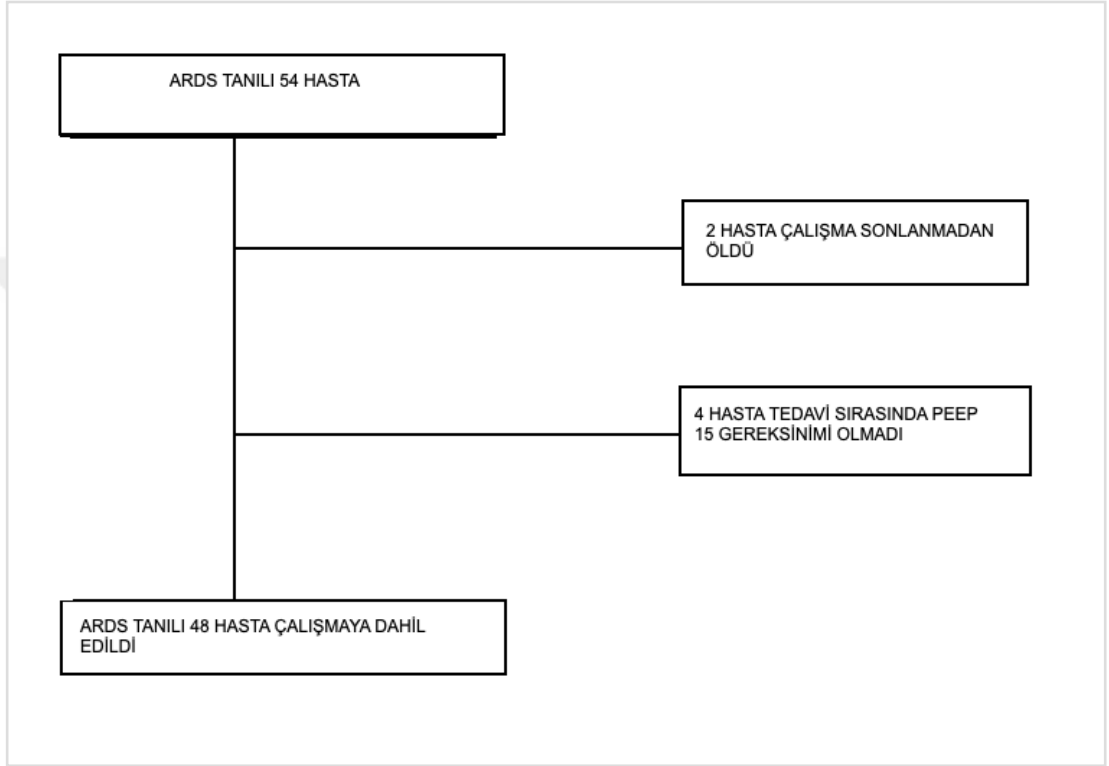 ARDS TANILI 54 HASTA
2 HASTA ÇALIŞMA SONLANMADAN
ÖLDÜ
4 HASTA TEDAVİ SIRASINDA PEEP
15 GEREKSİNİMİ OLMADI
ARDS TANILI 48 HASTA ÇALIŞMAYA DAHİL
EDİLDİ